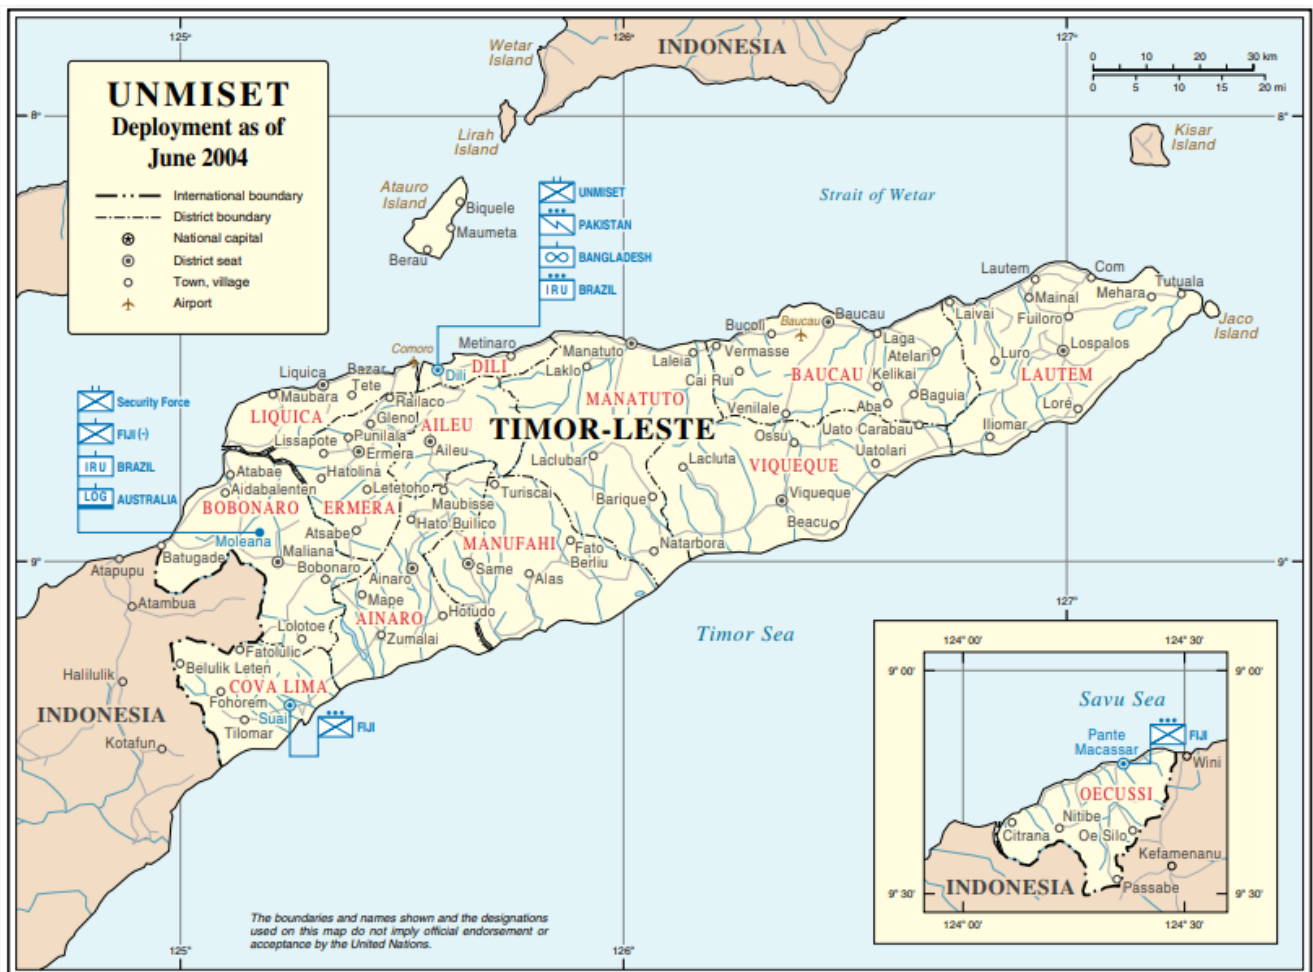 125°
126°
127°
INDONESIA
Wetar
Island
0 10 20 30 km
0 5 10 15 20 mi
UNMISET
Deployment as of
June 2004
International boundary
District boundary
National capital
District seat
Town, village
Airport
8°
8°
Lirah
Island
Kisar
Island
Atauro
Island
Biquele
Maumeta
Berau
UNMISET
PAKISTAN
BANGLADESH
IRU BRAZIL
Strait of Wetar
Lautem
Com
Tutuala
Mehara
Mainal
Fuiloro
Jaco
Island
Laivai
Baucau
Baucau
Bucoli
Laga
Atelari
Lospalos
Luro
Vermasse
Laleia
Manatuto
Metinaro
Comoro
Dili
DILI
Laklo
Cai Rui
BAUCAU
Kelikai
LAUTEM
Baguia
Aba
Loré
Iliomar
Venilale
Uato Carabau
Ossu
Uatolari
MANATUTO
Liquica
Bazar
Tete
Maubara
Railaco
LIQUICA
Gleno
AILEU
TIMOR-LESTE
Lissapote
Punilala
Ermera
Aileu
Laclubar
Lacluta
VIQUEQUE
Viqueque
Beacu
Security Force
FIJI (-)
IRU BRAZIL
LOG AUSTRALIA
Atabae
Aidabalenten
Hatolina
Letetoho
Turiscai
Barique
BOBONARO
ERMERA
Maubisse
Hato Builico
Moleana
Atsabe
MANUFAHI
Fato
Berliu
Natarbora
Batugade
Maliana
Bobonaro
Ainaro
Same
Alas
9°
9°
Atapupu
Atambua
Mape
AINARO
Hotudo
Zumalai
127°
Lolotoe
Fatolulic
Belulik Leten
COVA LIMA
Fohorem
Suai
Tilomar
FIJI
Halilulik
INDONESIA
Kotafun
Timor Sea
124° 00'
124° 30'
9° 00'
9° 00'
Savu Sea
Pante
Macassar
FIJI
Wini
OECUSSI
Nitibe
Citrana
Oe Silo
Kefamenanu
INDONESIA
Passabe
9° 30'
9° 30'
124° 00'
124° 30'
The boundaries and names shown and the designations
used on this map do not imply official endorsement or
acceptance by the United Nations.
125°
126°